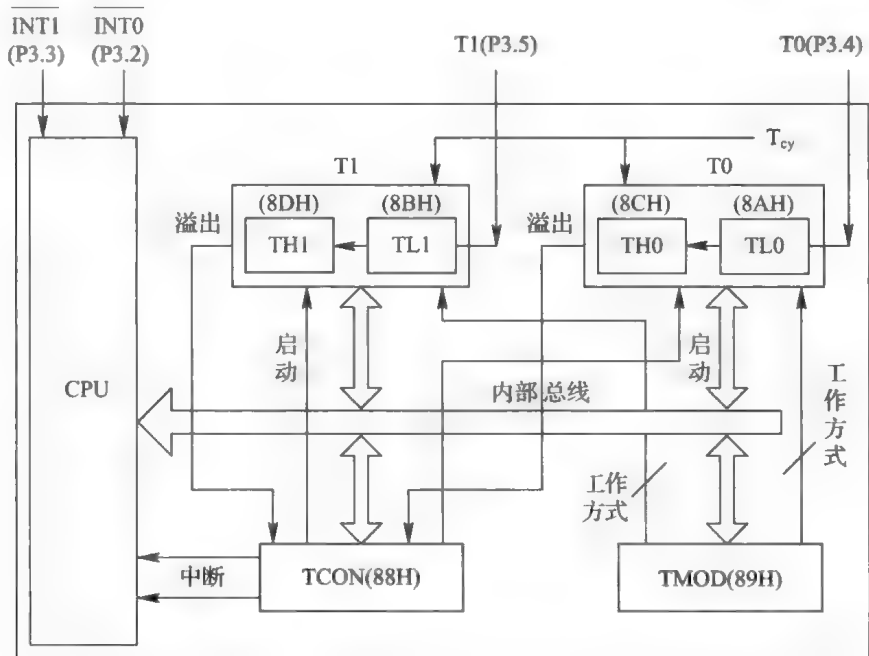 INT1
(P3.3)
INT0
(P3.2)
T1(P3.5)
T0(P3.4)
Tcy
T1
T0
溢出
(8DH)
(8BH)
TH1
TL1
溢出
(8CH)
(8AH)
TH0
TL0
启动
启动
CPU
内部总线
工作方式
工作
方式
中断
TCON(88H)
TMOD(89H)